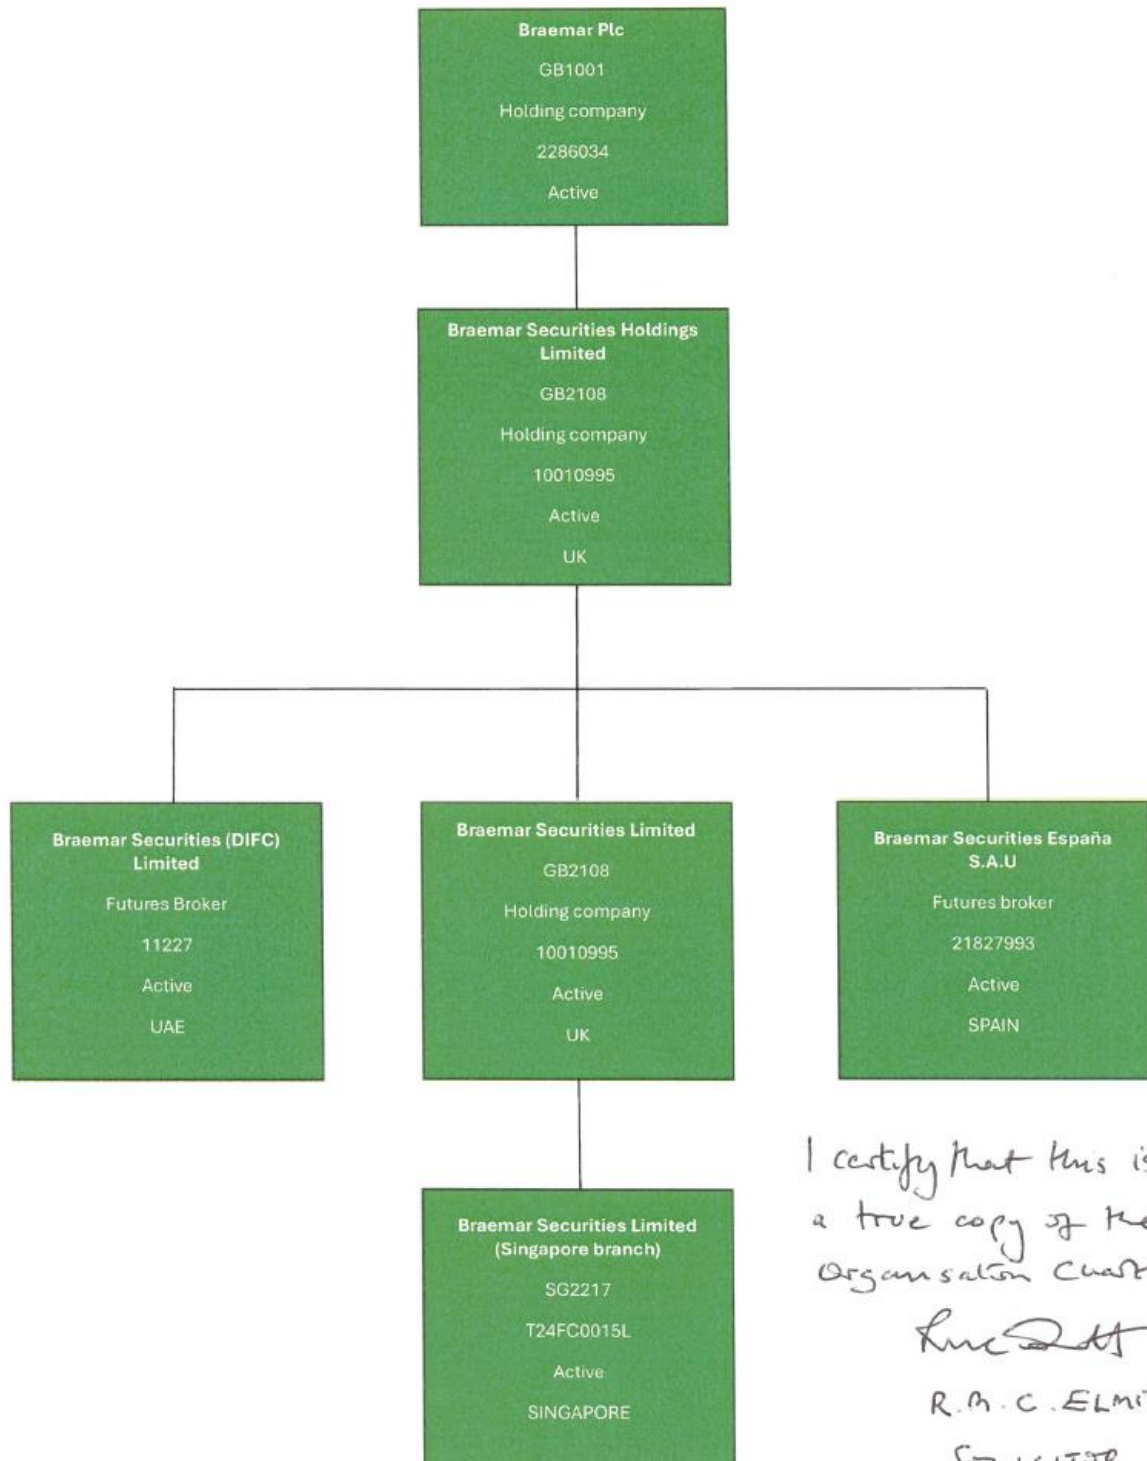 Braemar Plc
GB1001
Holding company
2286034
Active
Braemar Securities Holdings
Limited
GB2108
Holding company
10010995
Active
UK
Braemar Securities (DIFC)
Limited
Futures Broker
11227
Active
UAE
Braemar Securities Limited
GB2108
Holding company
10010995
Active
UK
Braemar Securities España
S.A.U
Futures broker
21827993
Active
SPAIN
Braemar Securities Limited
(Singapore branch)
SG2217
T24FC0015L
Active
SINGAPORE
I certify that this is
a true copy of the
Organisation Chart